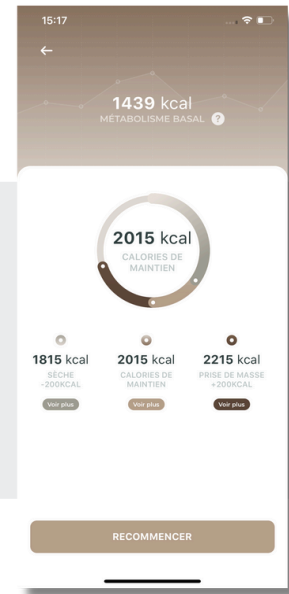 15:17
1439 kcal
MÉTABOLISME BASAL ?
2015 kcal
CALORIES DE
MAINTIEN
1815 kcal
SÈCHE
-200KCAL
Voir plus
2015 kcal
CALORIES DE
MAINTIEN
Voir plus
2215 kcal
PRISE DE MASSE
+200KCAL
Voir plus
RECOMMENCER